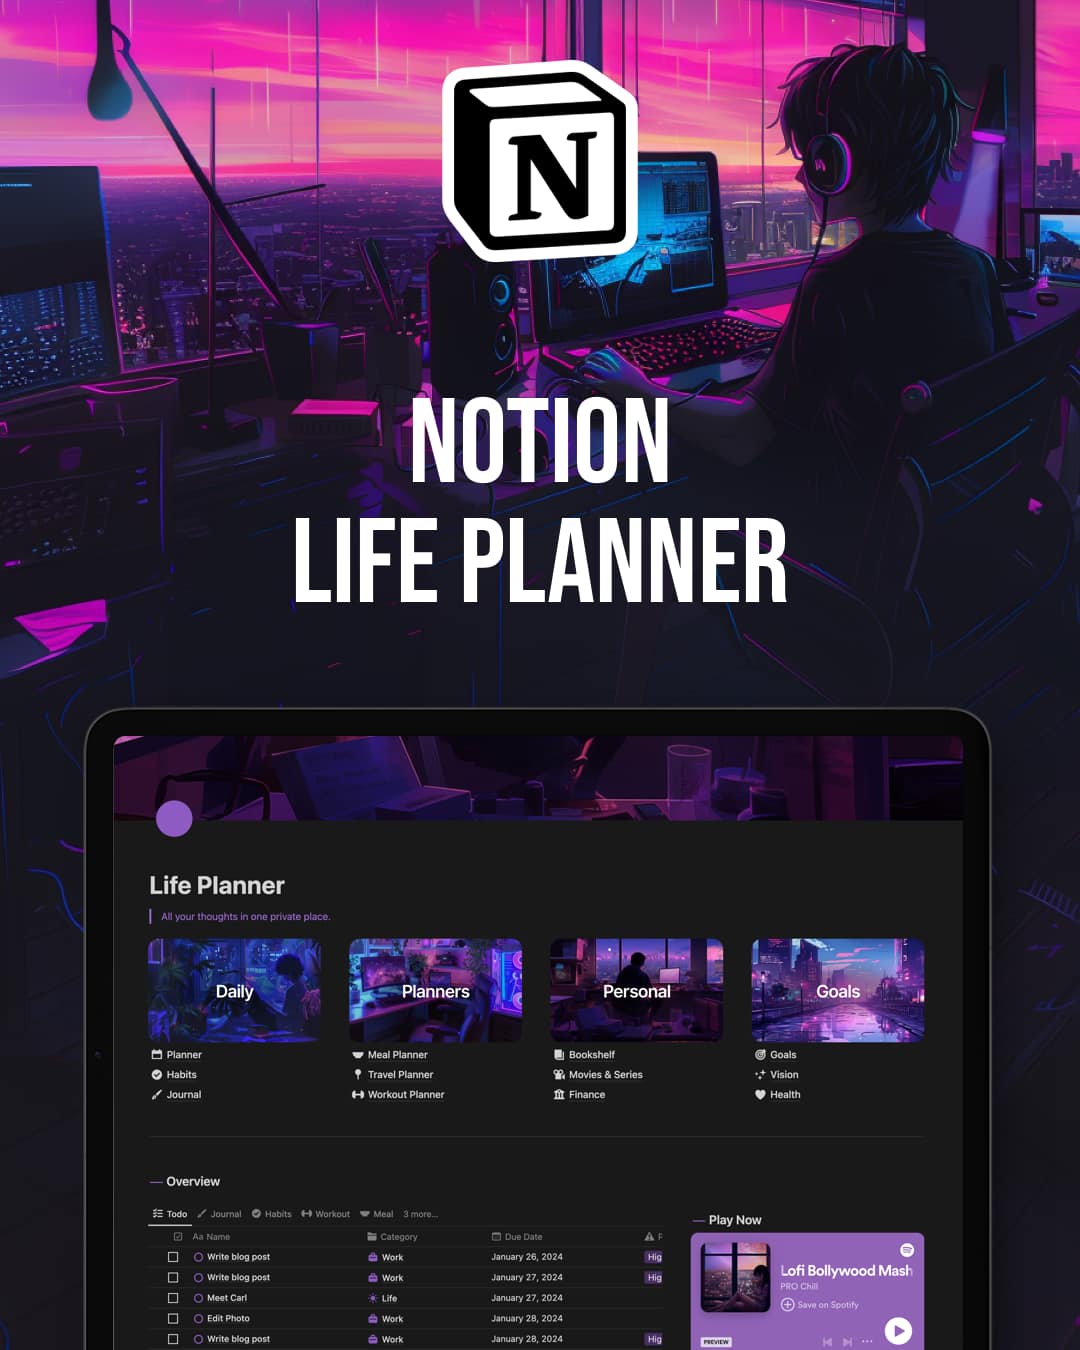 N
NOTION
LIFE PLANNER
Life Planner
All your thoughts in one private place.
Daily
Planners
Personal
Goals
Planner
Habits
Journal
Meal Planner
Travel Planner
Workout Planner
Bookshelf
Movies & Series
Finance
Goals
Vision
Health
Overview
Todo Journal Habits Workout Meal 3 more...
Aa Name Category Due Date P
Write blog post Work January 26, 2024 Hig
Write blog post Work January 27, 2024 Hig
Meet Carl Life January 27, 2024
Edit Photo Work January 28, 2024
Write blog post Work January 28, 2024 Hig
Play Now
Lofi Bollywood Mash
PRO Chill
Save on Spotify
PREVIEW